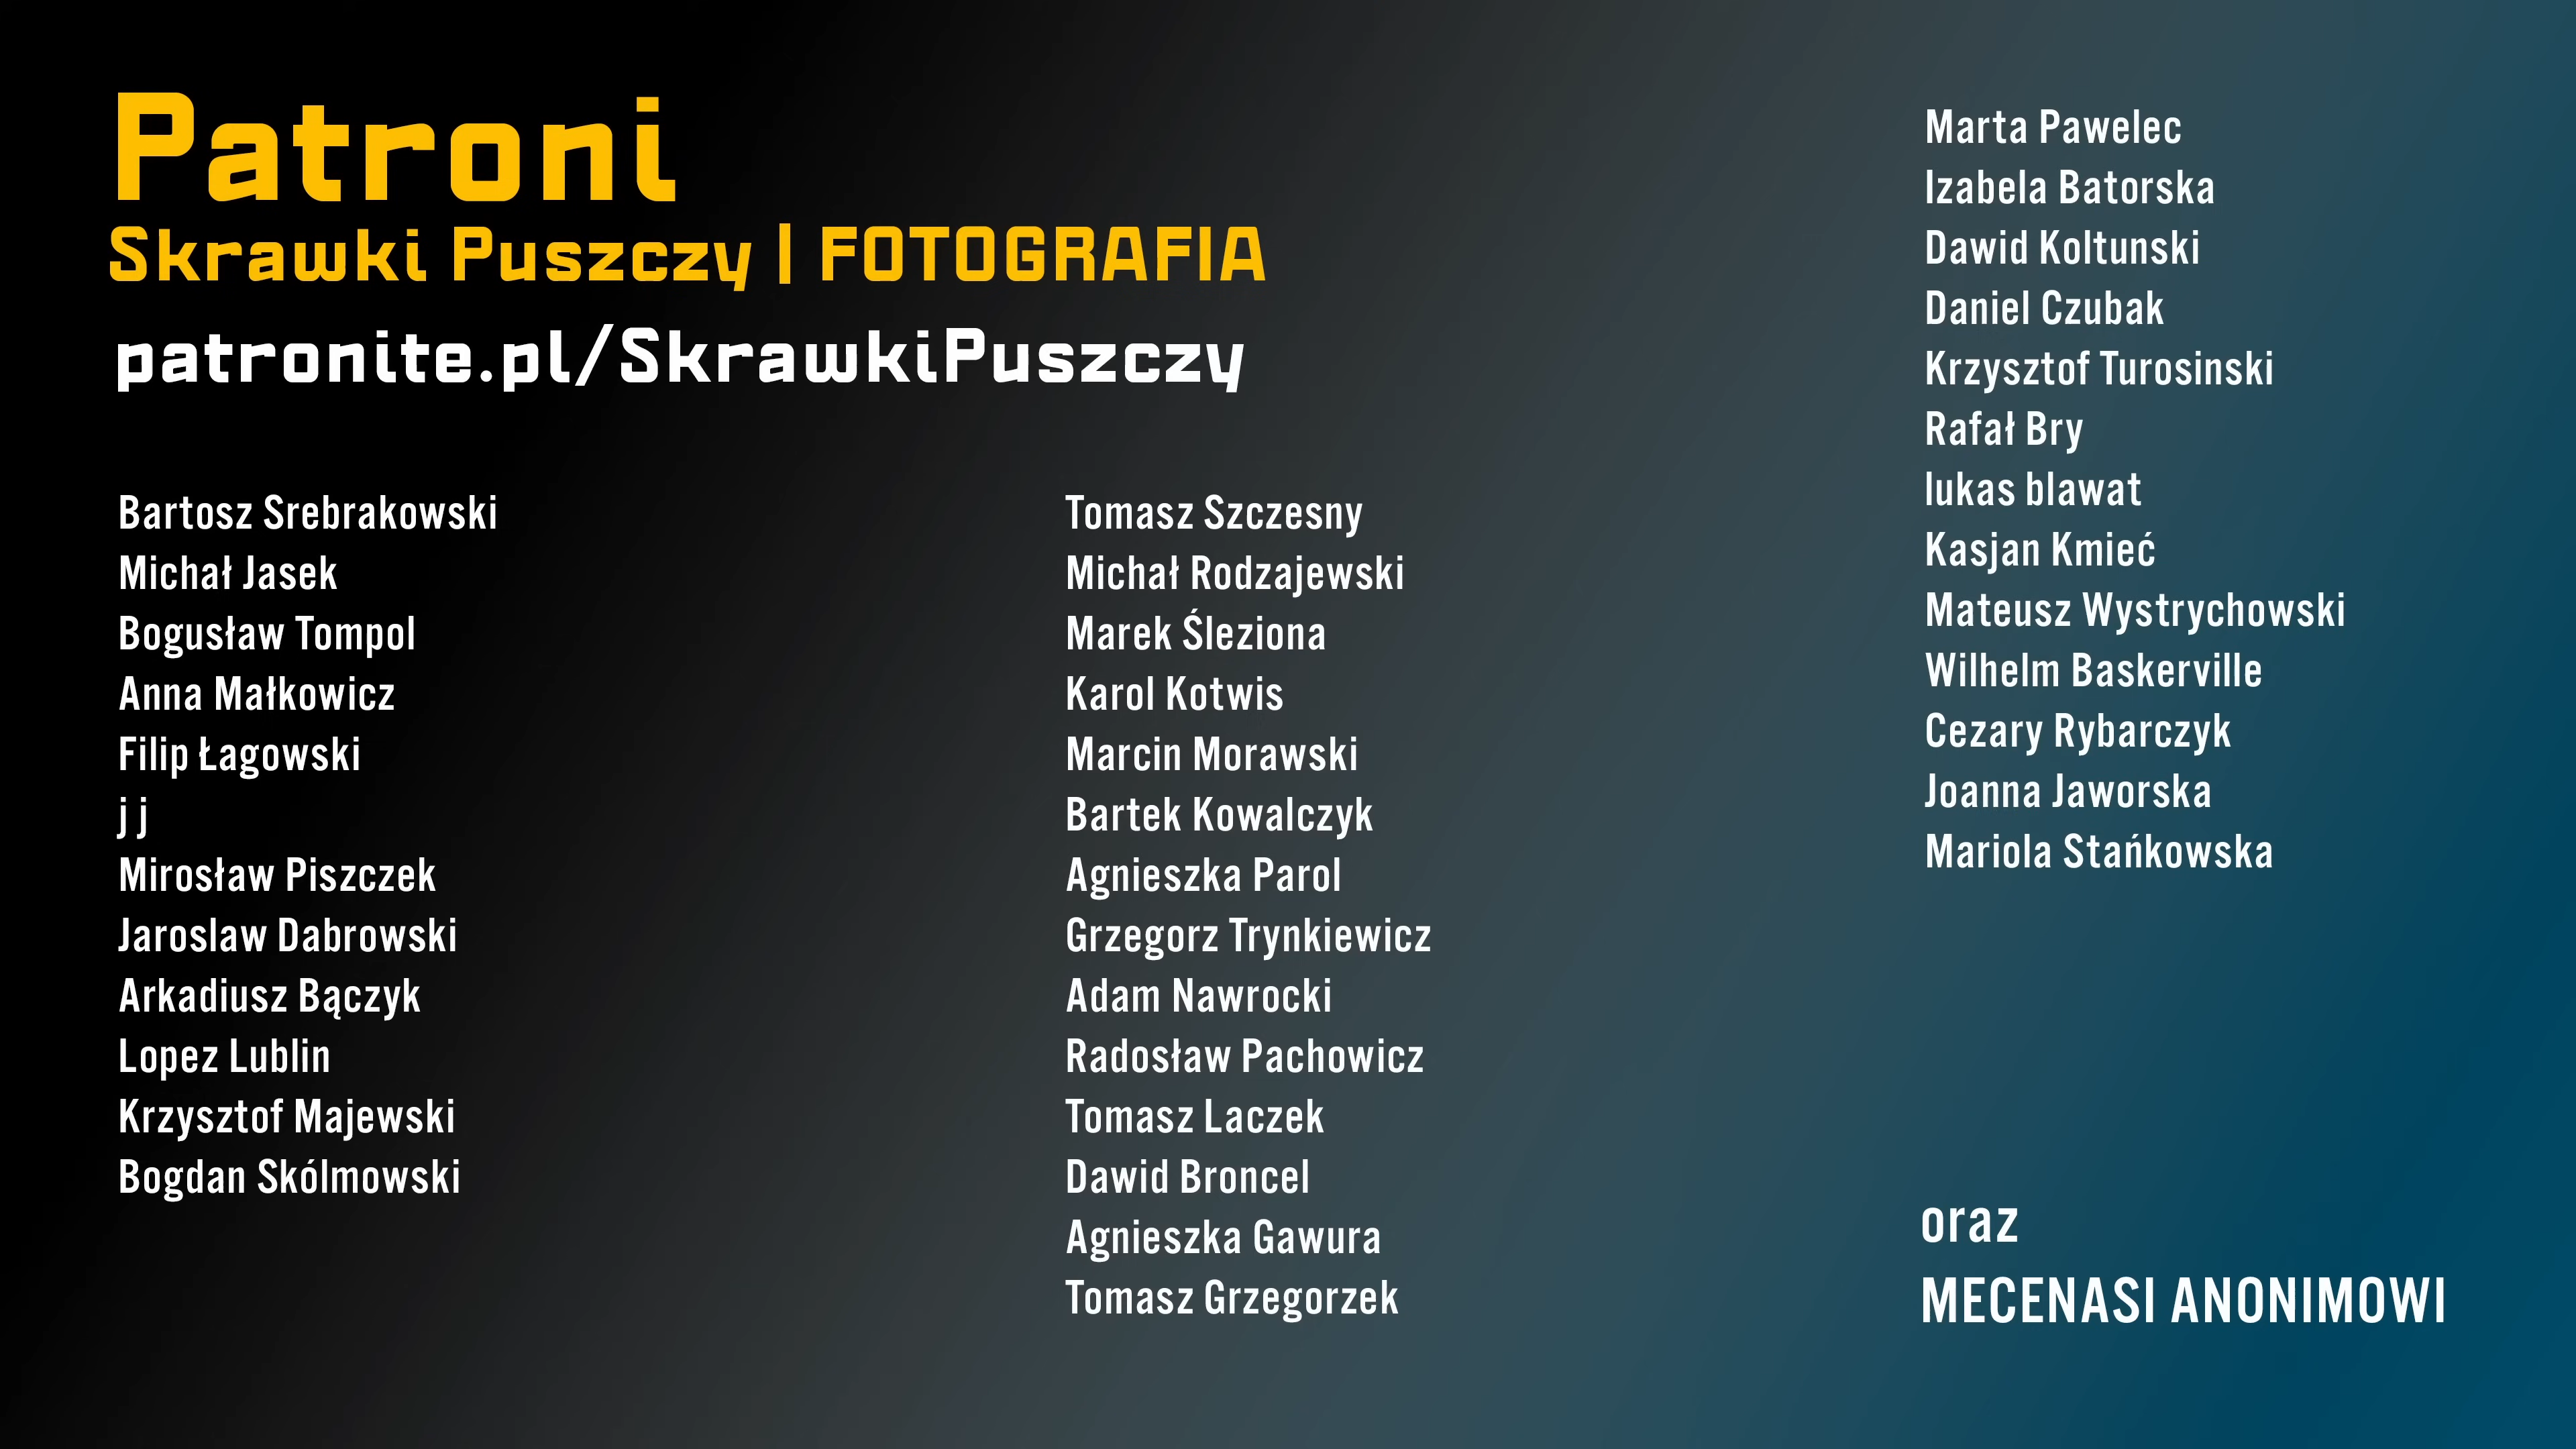 Patroni
Skrawki Puszczy | FOTOGRAFIA
patronite.pl/SkrawkiPuszczy
Bartosz Srebrakowski
Michał Jasek
Bogusław Tompol
Anna Małkowicz
Filip Łagowski
j j
Mirosław Piszczek
Jaroslaw Dabrowski
Arkadiusz Bączyk
Lopez Lublin
Krzysztof Majewski
Bogdan Skólmowski
Tomasz Szczesny
Michał Rodzajewski
Marek Śleziona
Karol Kotwis
Marcin Morawski
Bartek Kowalczyk
Agnieszka Parol
Grzegorz Trynkiewicz
Adam Nawrocki
Radosław Pachowicz
Tomasz Laczek
Dawid Broncel
Agnieszka Gawura
Tomasz Grzegorzek
Marta Pawelec
Izabela Batorska
Dawid Koltunski
Daniel Czubak
Krzysztof Turosinski
Rafał Bry
lukas blawat
Kasjan Kmieć
Mateusz Wystrychowski
Wilhelm Baskerville
Cezary Rybarczyk
Joanna Jaworska
Mariola Stańkowska
oraz
MECENASI ANONIMOWI